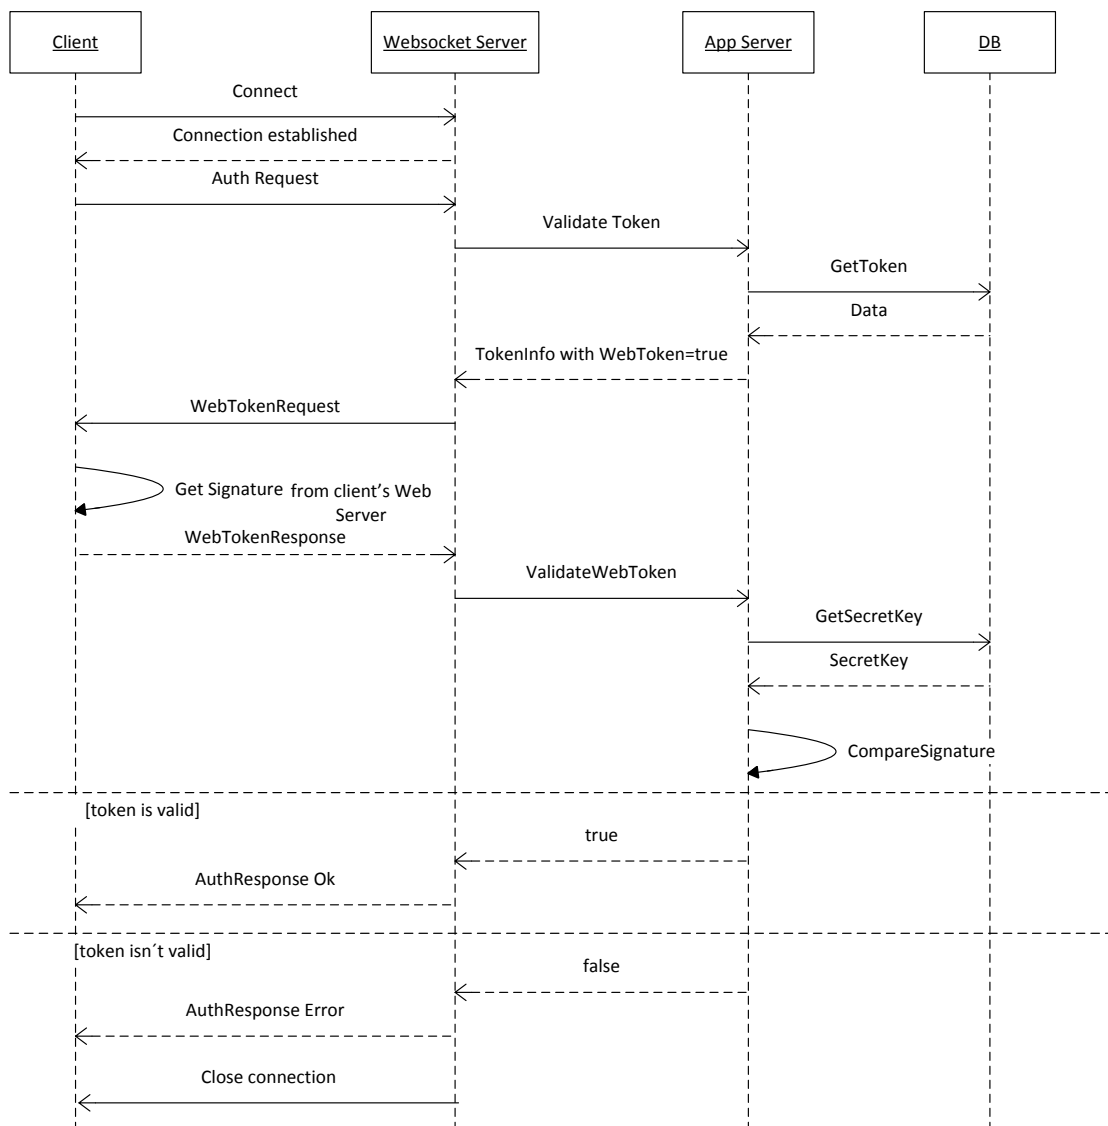 Client
Websocket Server
App Server
DB
Connect
Connection established
Auth Request
Validate Token
GetToken
Data
TokenInfo with WebToken=true
WebTokenRequest
Get Signature from client’s Web
Server
WebTokenResponse
ValidateWebToken
GetSecretKey
SecretKey
CompareSignature
[token is valid]
true
AuthResponse Ok
[token isn´t valid]
false
AuthResponse Error
Close connection